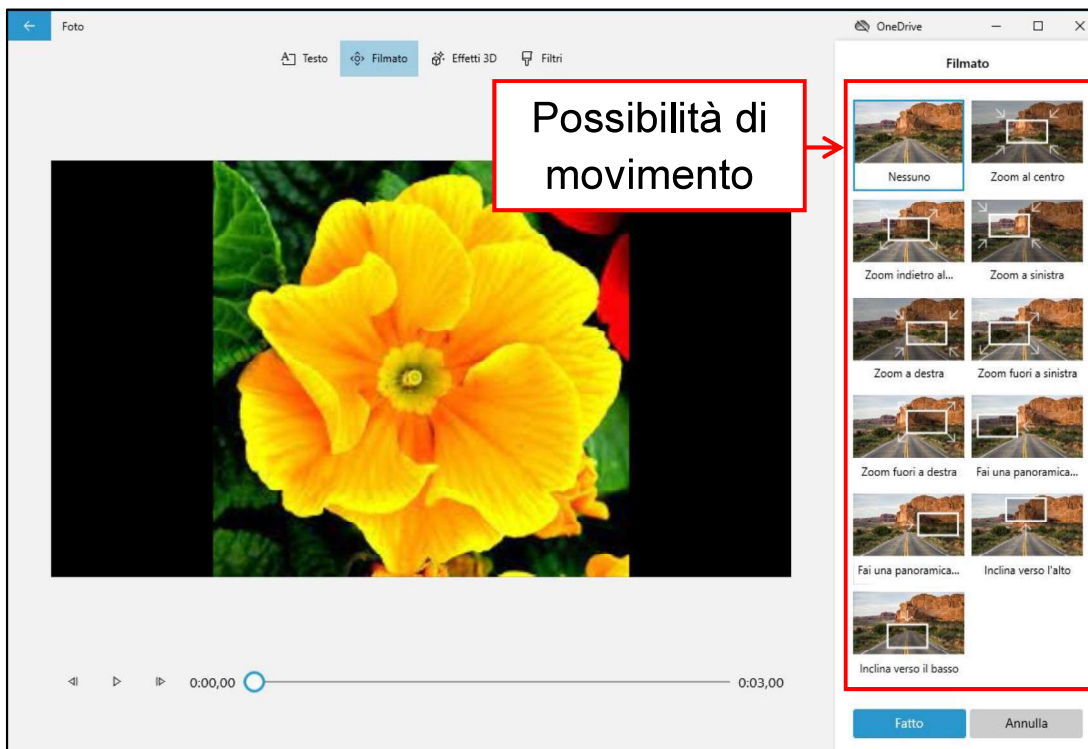 Foto
OneDrive
Testo
Filmato
Effetti 3D
Filtri
Filmato
Possibilità di
movimento
Nessuno
Zoom al centro
Zoom indietro al...
Zoom a sinistra
Zoom a destra
Zoom fuori a sinistra
Zoom fuori a destra
Fai una panoramica...
Fai una panoramica...
Inclina verso l'alto
Inclina verso il basso
0:00,00
0:03,00
Fatto
Annulla